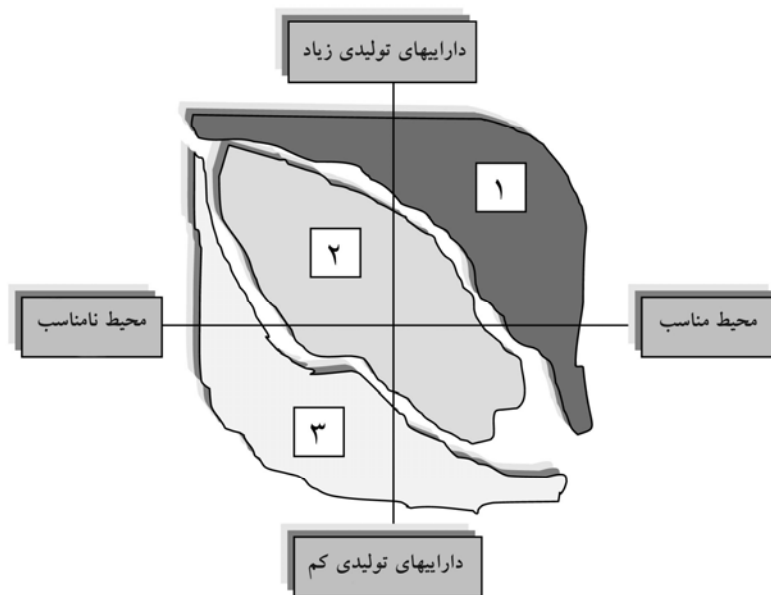 داراییهای تولیدی زیاد
۱
۲
محیط مناسب
محیط نامناسب
۳
داراییهای تولیدی کم